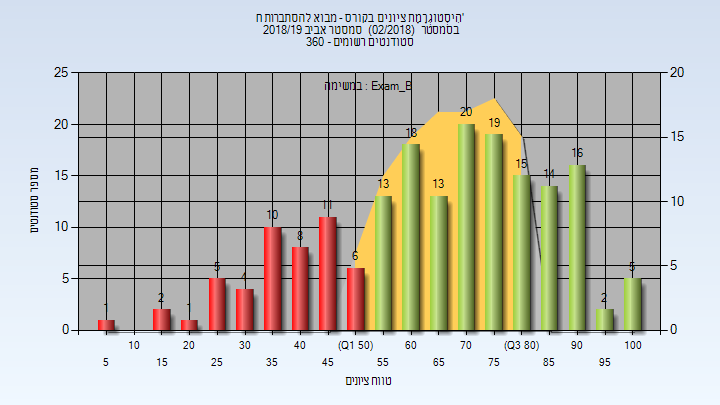 הִיסטוֹגרָמַת ציונים בקורס - מבוא להסתברות ח'
בסמסטר (02/2018) סמסטר אביב 2018/19
360 - סטודנטים רשומים
במשימה : Exam_B
25 20
20 15
15 10
10 5
5 0
0
מספר סטודנטים
1 2 1 5 4 10 8 11 6 13 18 13 20 19 15 14 16 2 5
10 20 30 40 (Q1 50) 60 70 (Q3 80) 90 100
5 15 25 35 45 55 65 75 85 95
טווח ציונים